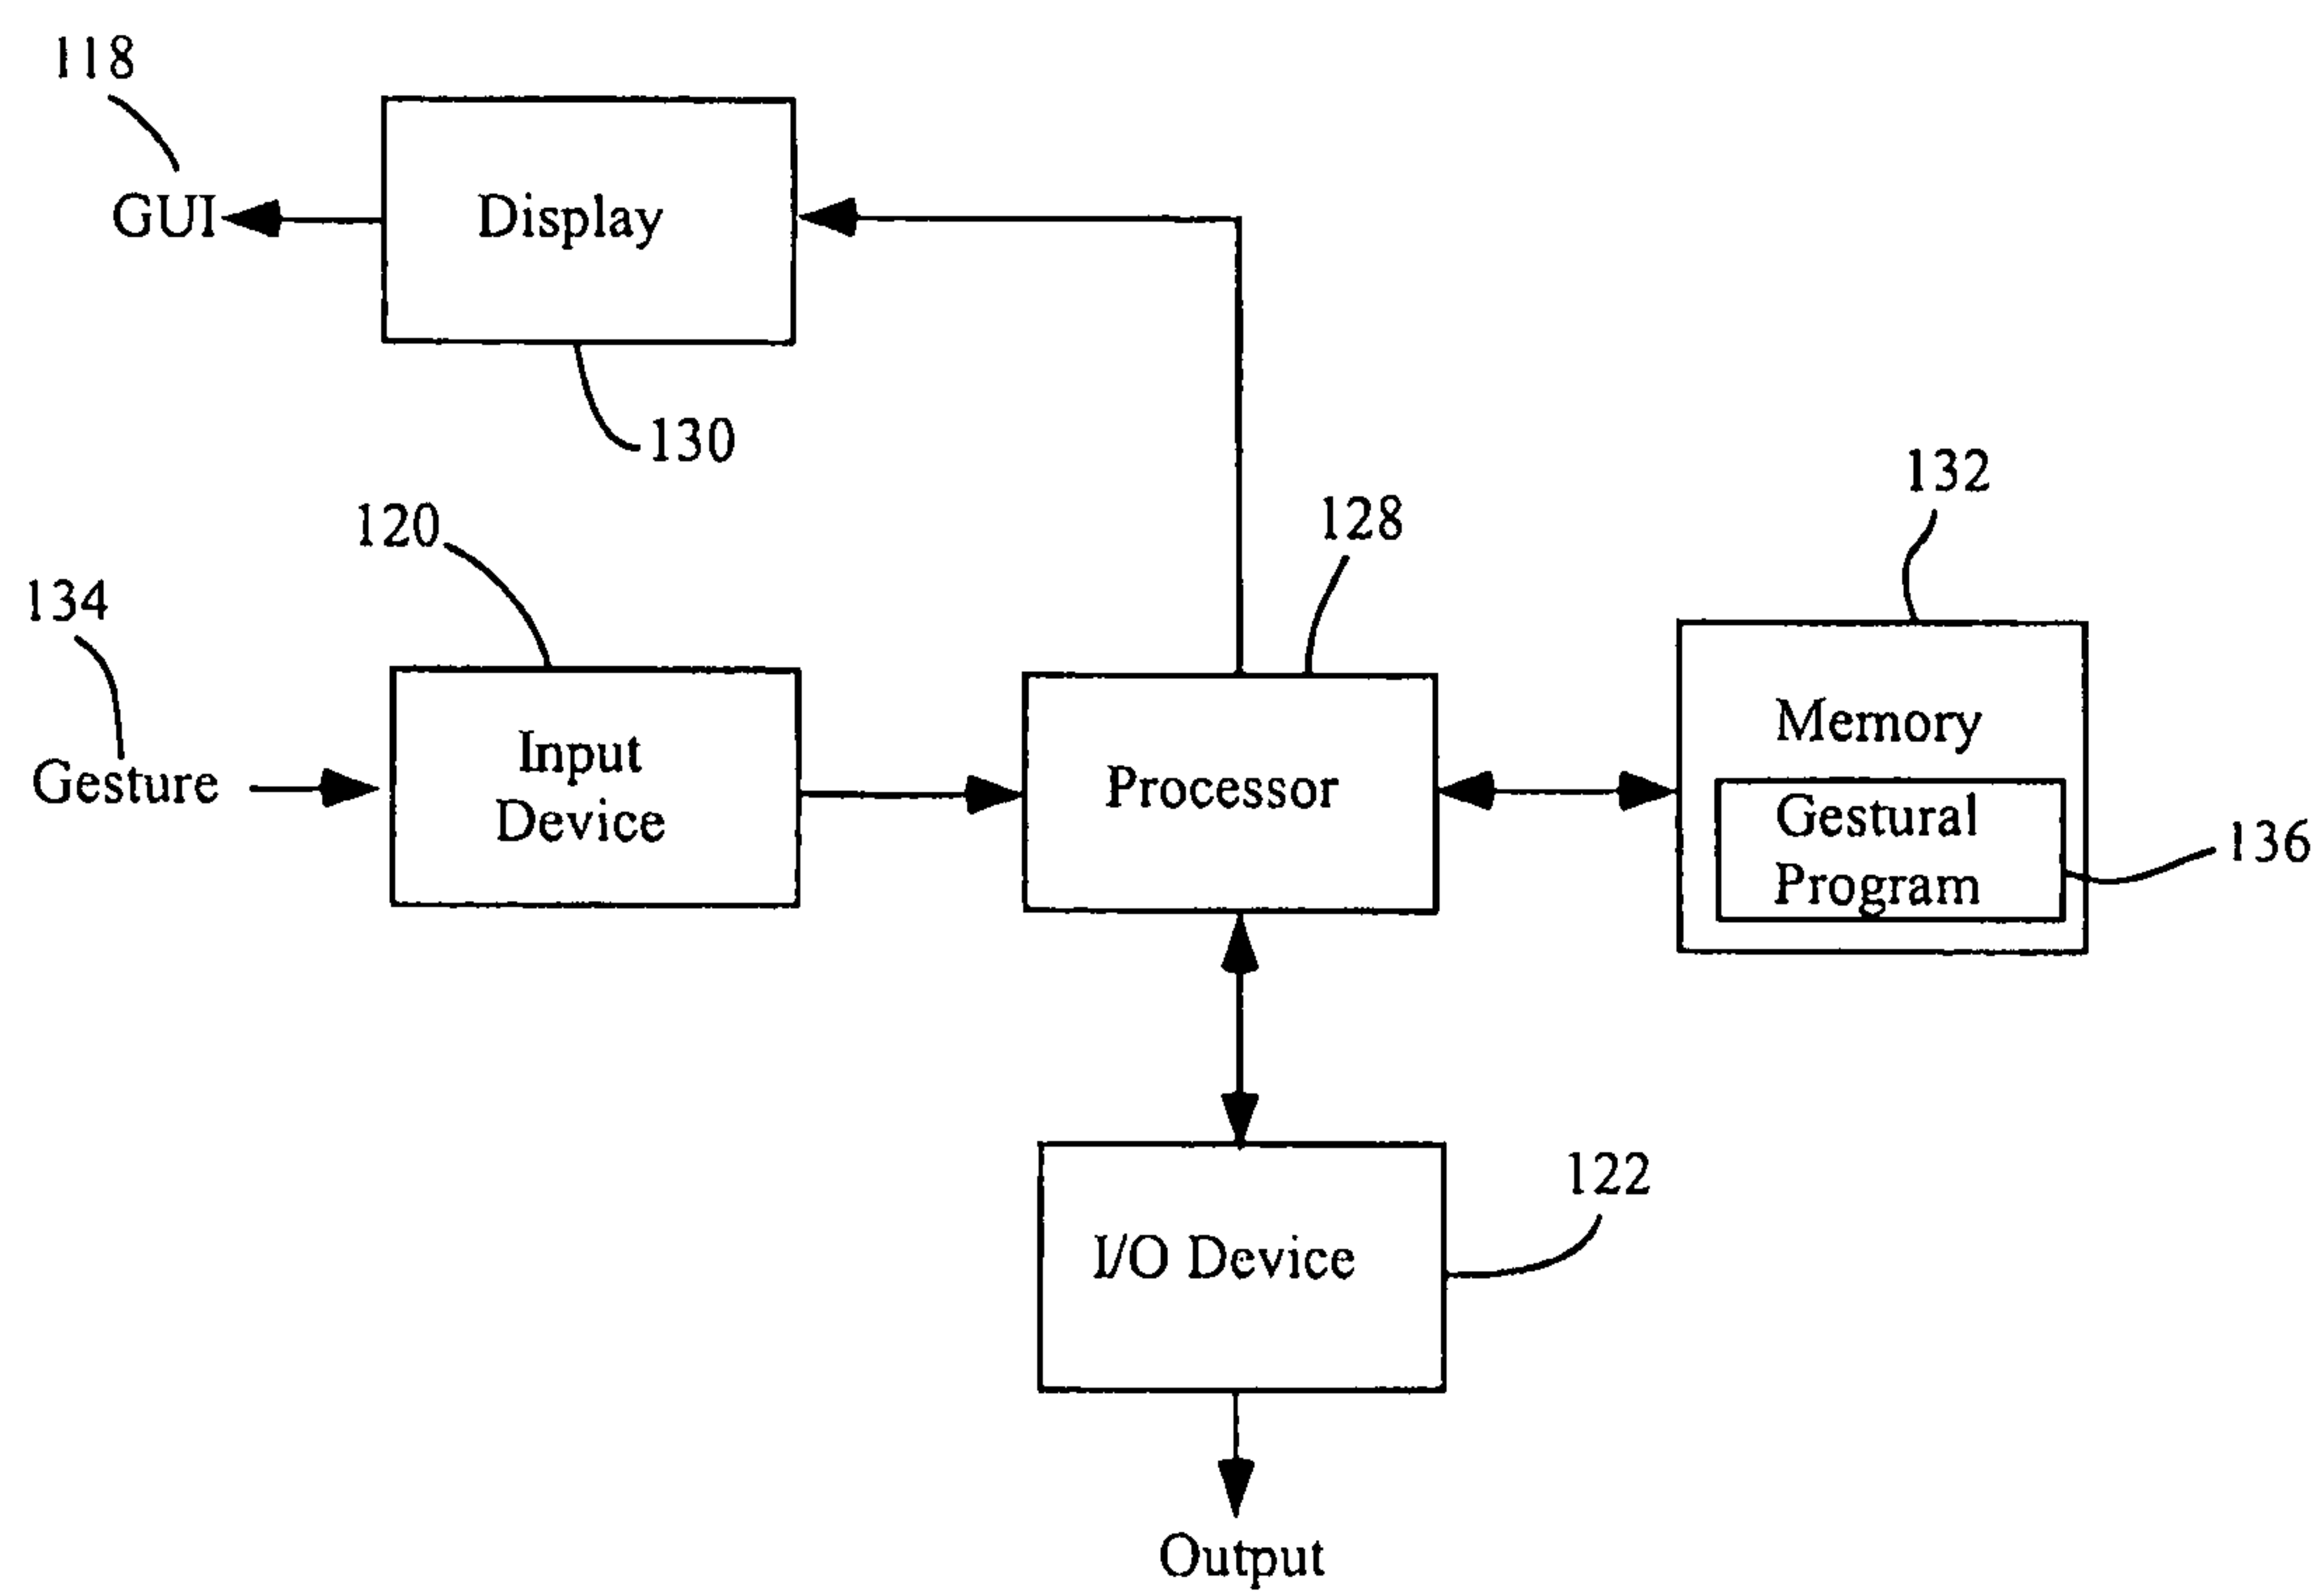 118
GUI
Display
130
132
128
120
134
Gesture
Input
Device
Processor
Memory
Gestural
Program
136
122
I/O Device
Output